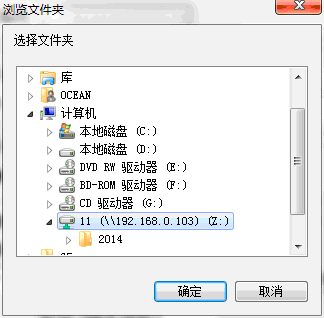 浏览文件夹
选择文件夹
库
OCEAN
计算机
本地磁盘 (C:)
本地磁盘 (D:)
DVD RW 驱动器 (E:)
BD-ROM 驱动器 (F:)
CD 驱动器 (G:)
11 (\\192.168.0.103) (Z:)
2014
确定
取消